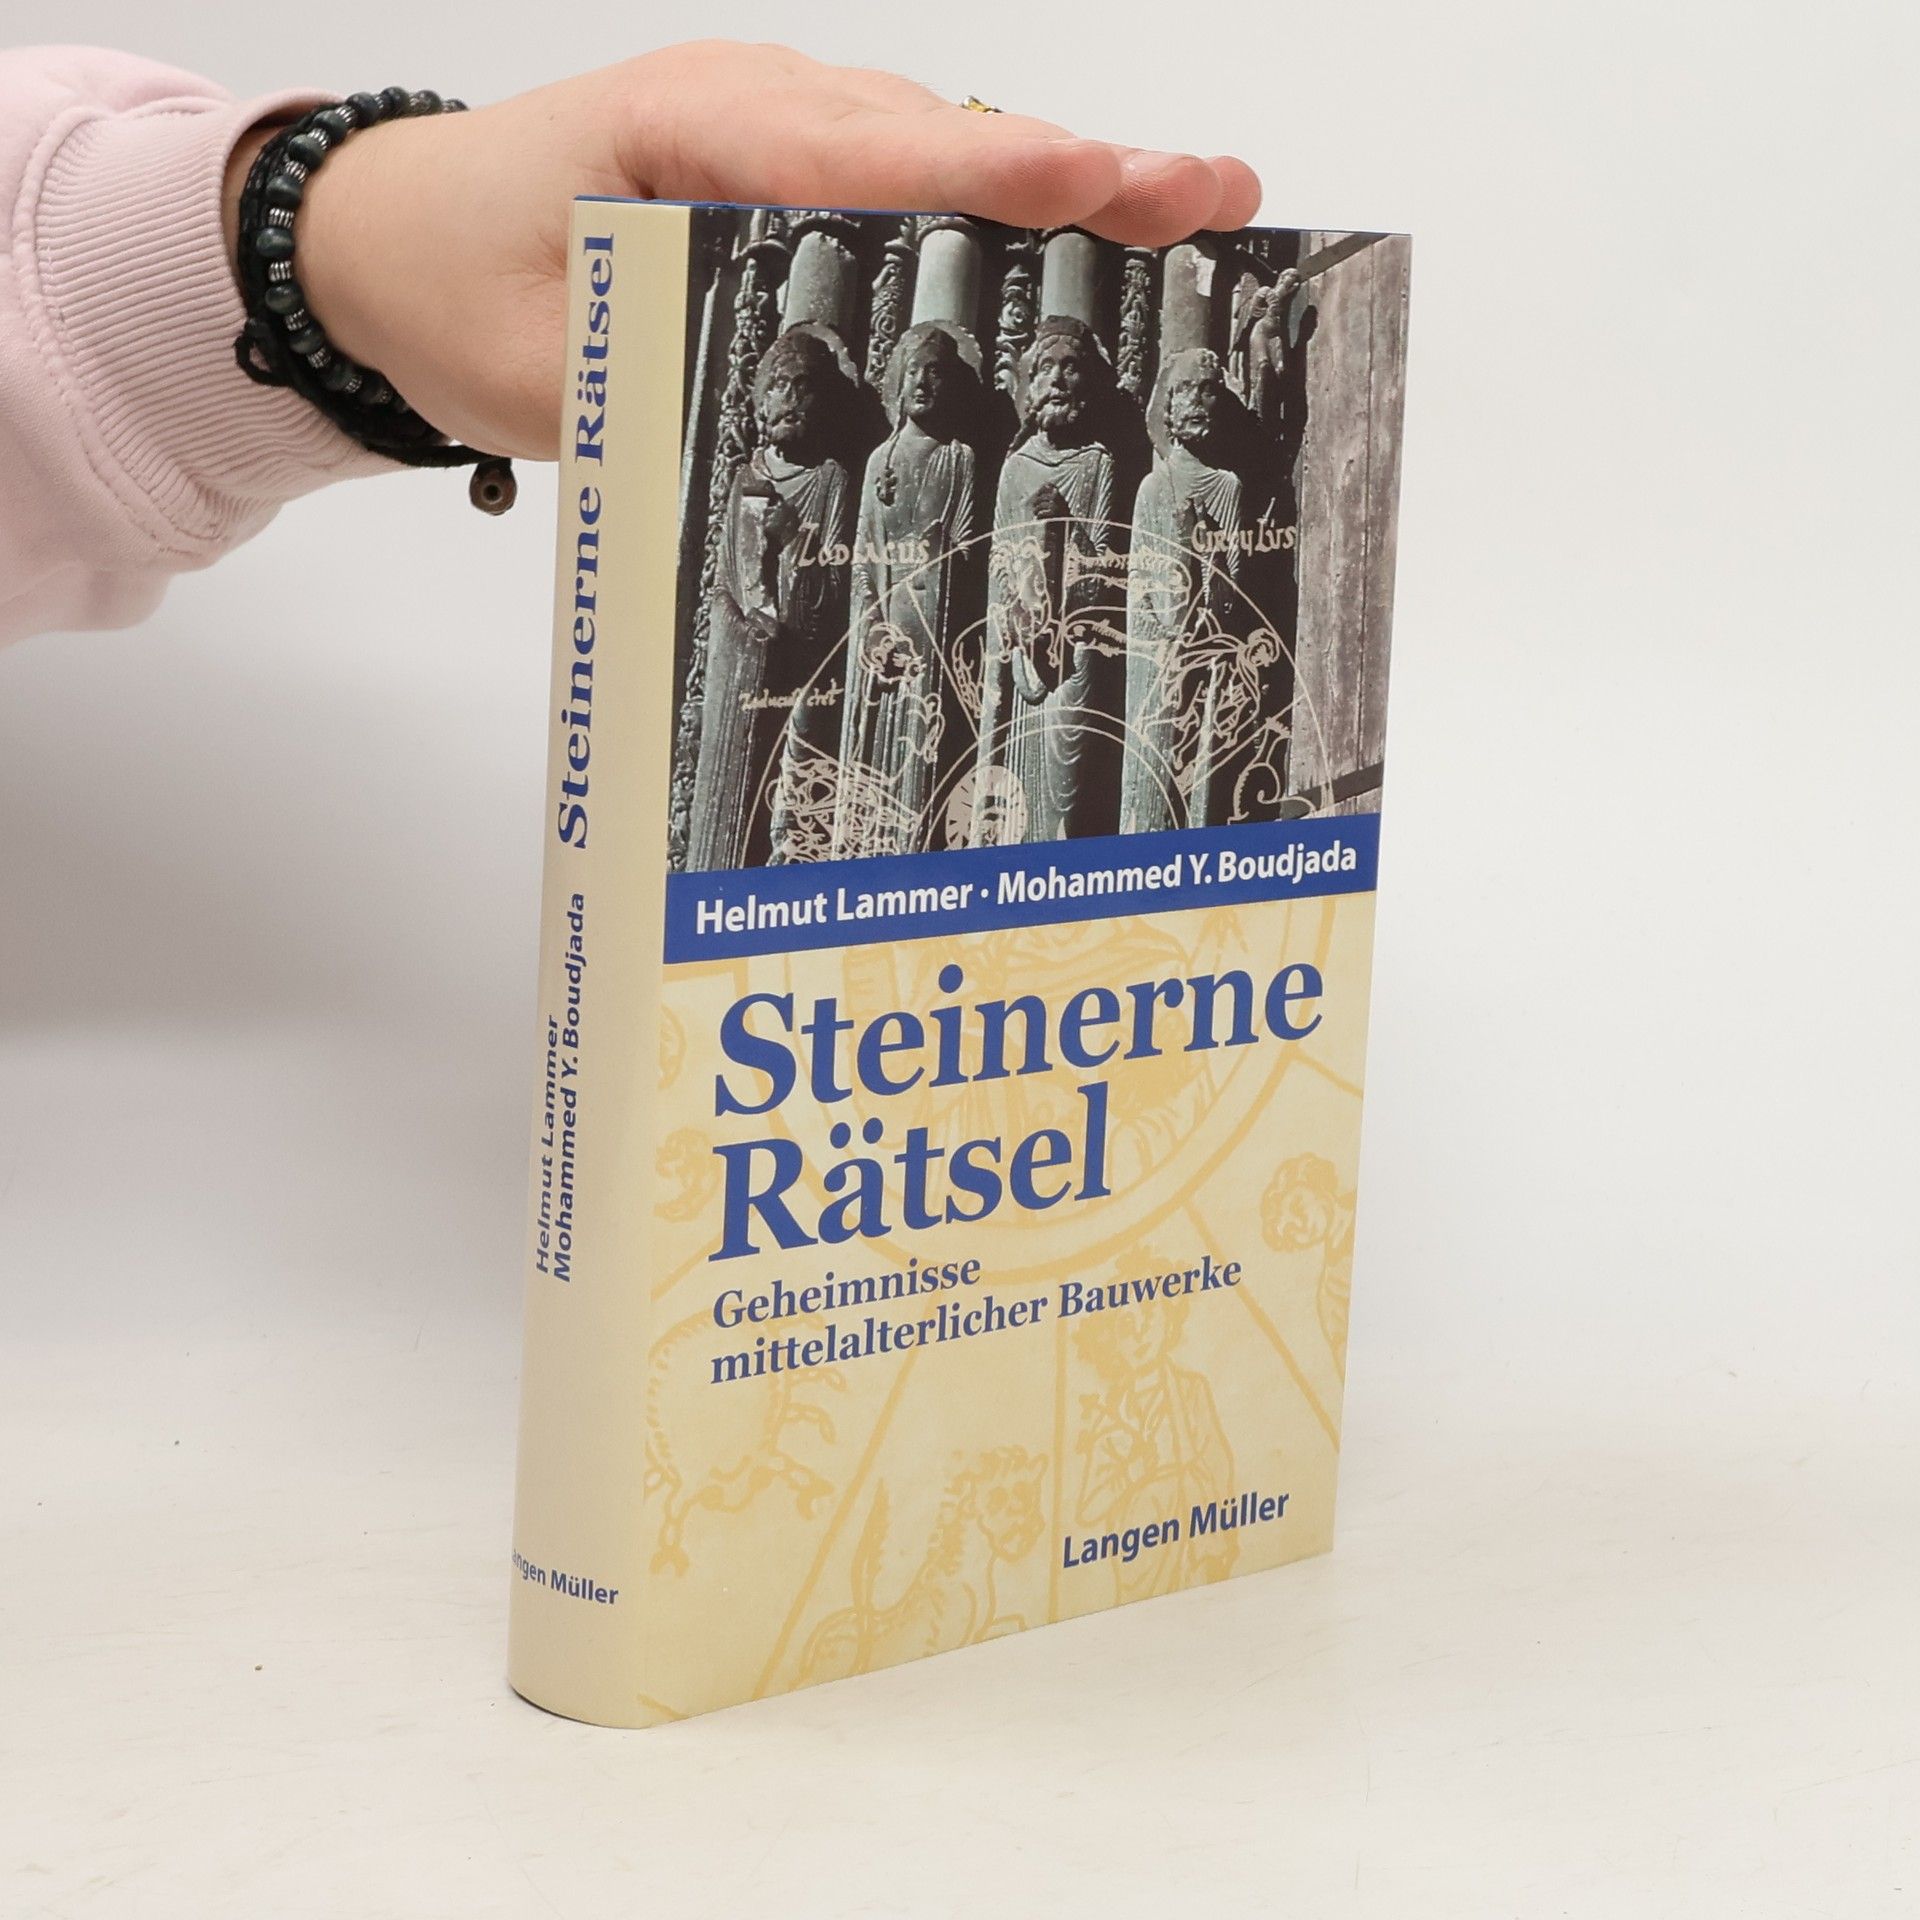 Steinerne Rätsel
Helmut Lammer
Mohammed Y. Boudjada
Zodiacus
Helmut Lammer · Mohammed Y. Boudjada
Steinerne
Rätsel
Geheimnisse
mittelalterlicher Bauwerke
Langen Müller
angen Müller